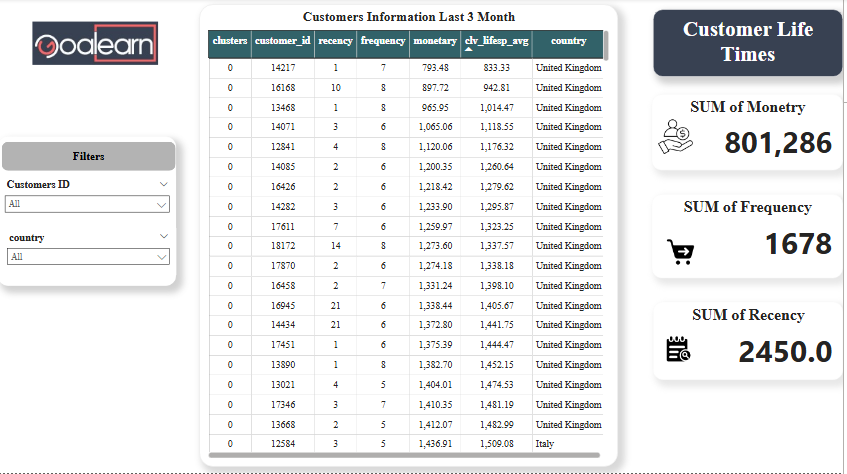 Goalearn
Filters
Customers ID
All
country
All
Customers Information Last 3 Month
clusters customer_id recency frequency monetary clv_lifesp_avg country
0 14217 1 7 793.48 833.33 United Kingdom
0 16168 10 8 897.72 942.81 United Kingdom
0 13468 1 8 965.95 1,014.47 United Kingdom
0 14071 3 6 1,065.06 1,118.55 United Kingdom
0 12841 4 8 1,120.06 1,176.32 United Kingdom
0 14085 2 6 1,200.35 1,260.64 United Kingdom
0 16426 2 6 1,218.42 1,279.62 United Kingdom
0 14282 3 6 1,233.90 1,295.87 United Kingdom
0 17611 7 6 1,259.97 1,323.25 United Kingdom
0 18172 14 8 1,273.60 1,337.57 United Kingdom
0 17870 2 6 1,274.18 1,338.18 United Kingdom
0 16458 2 7 1,331.24 1,398.10 United Kingdom
0 16945 21 6 1,338.44 1,405.67 United Kingdom
0 14434 21 6 1,372.80 1,441.75 United Kingdom
0 17451 1 6 1,375.39 1,444.47 United Kingdom
0 13890 1 8 1,382.70 1,452.15 United Kingdom
0 13021 4 5 1,404.01 1,474.53 United Kingdom
0 17346 3 7 1,410.35 1,481.19 United Kingdom
0 13668 2 5 1,412.07 1,482.99 United Kingdom
0 12584 3 5 1,436.91 1,509.08 Italy
Customer Life
Times
SUM of Monetry
801,286
SUM of Frequency
1678
SUM of Recency
2450.0